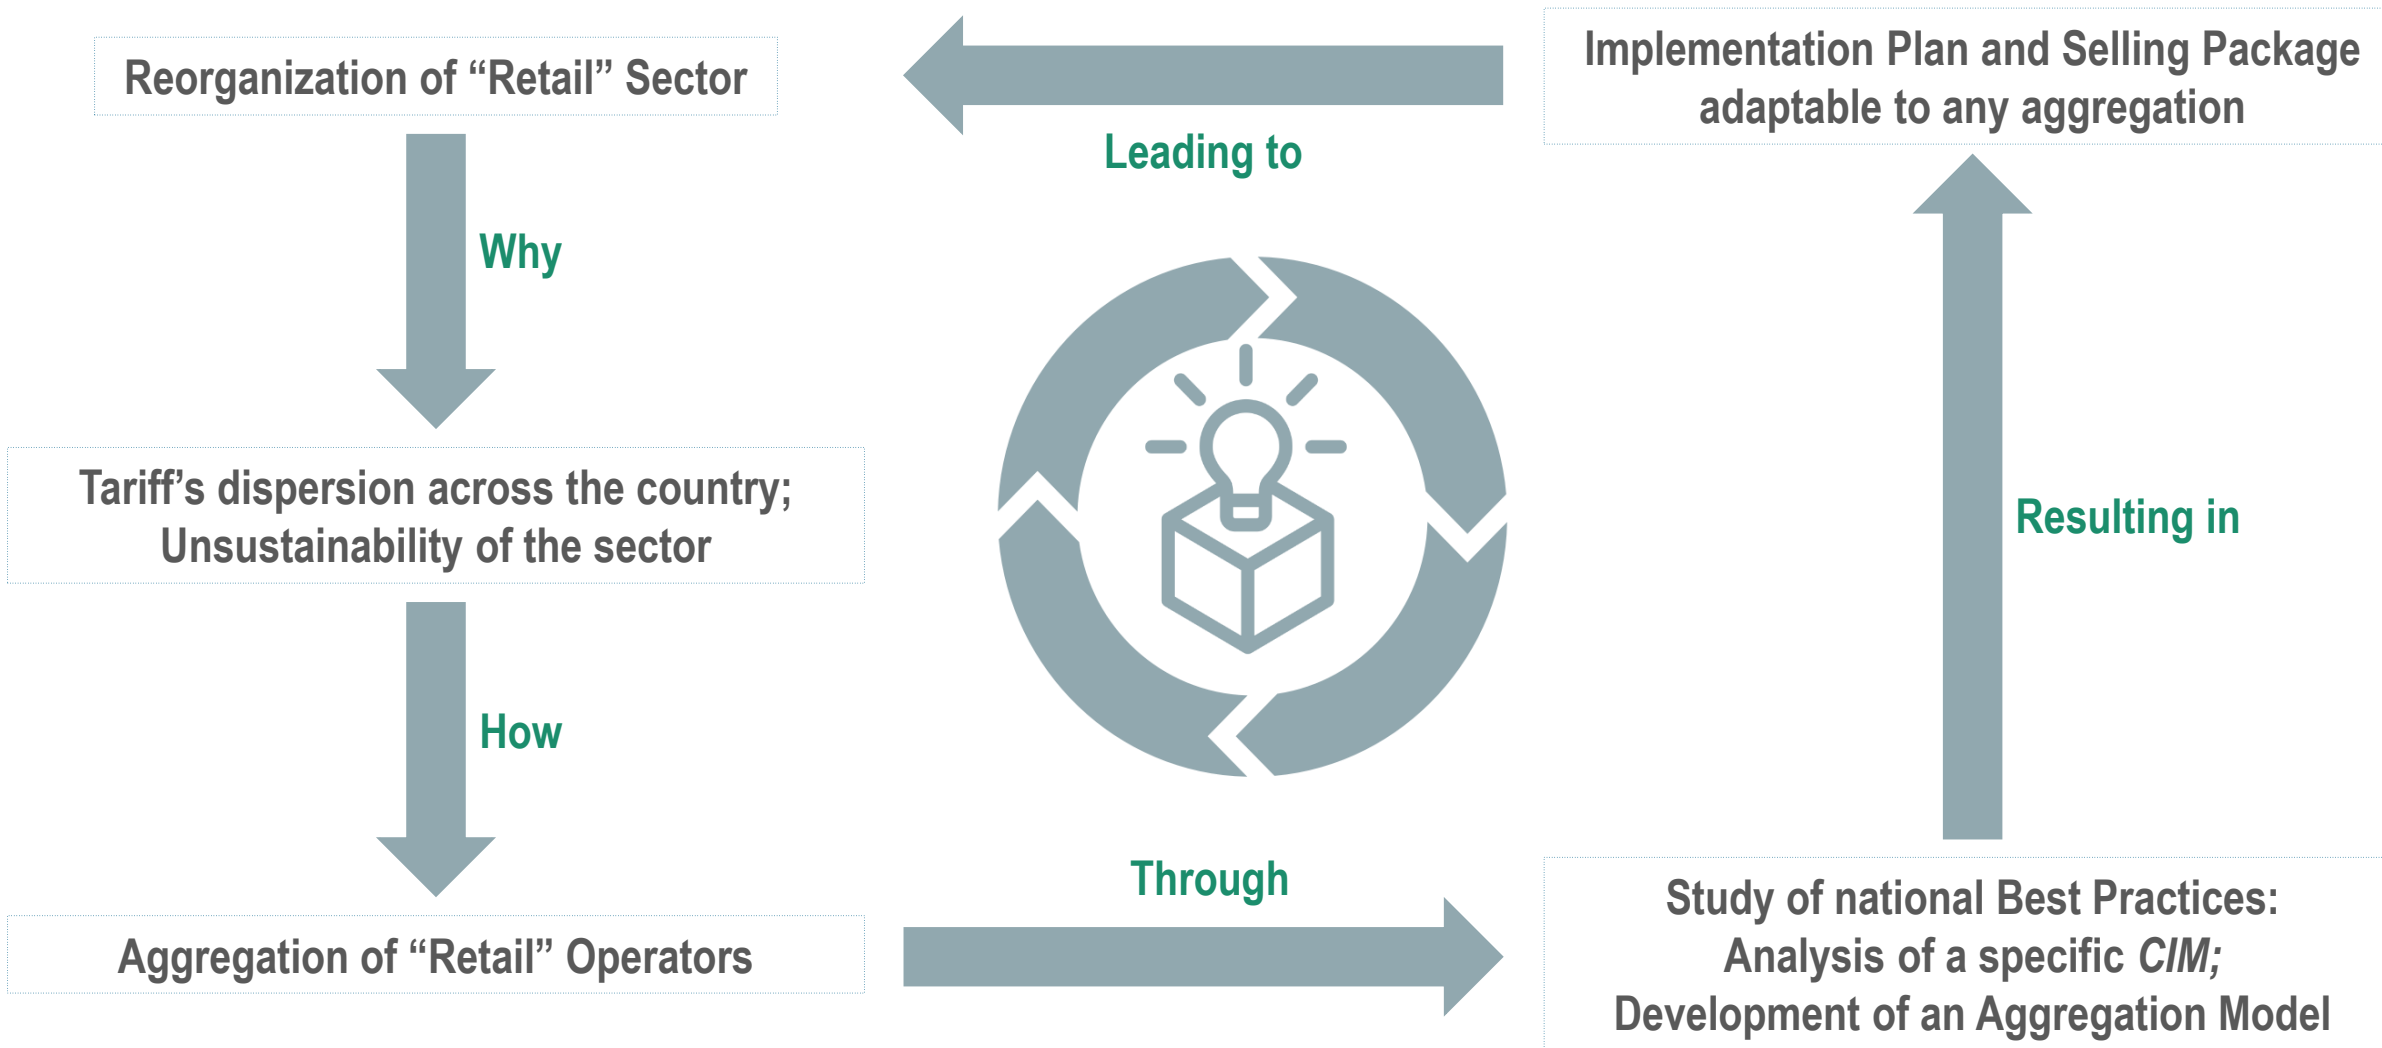 Reorganization of “Retail” Sector
Implementation Plan and Selling Package
adaptable to any aggregation
Leading to
Why
Tariff’s dispersion across the country;
Unsustainability of the sector
Resulting in
How
Through
Aggregation of “Retail” Operators
Study of national Best Practices:
Analysis of a specific CIM;
Development of an Aggregation Model